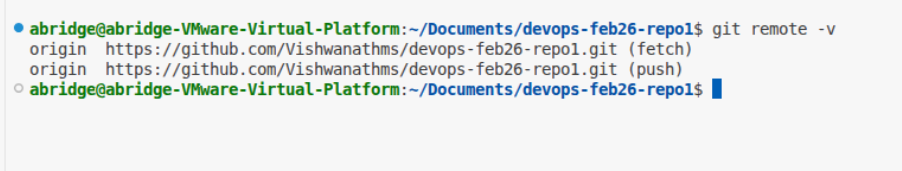 abridge@abridge-VMware-Virtual-Platform:~/Documents/devops-feb26-repo1$ git remote -v
origin  https://github.com/Vishwanathms/devops-feb26-repo1.git (fetch)
origin  https://github.com/Vishwanathms/devops-feb26-repo1.git (push)
abridge@abridge-VMware-Virtual-Platform:~/Documents/devops-feb26-repo1$